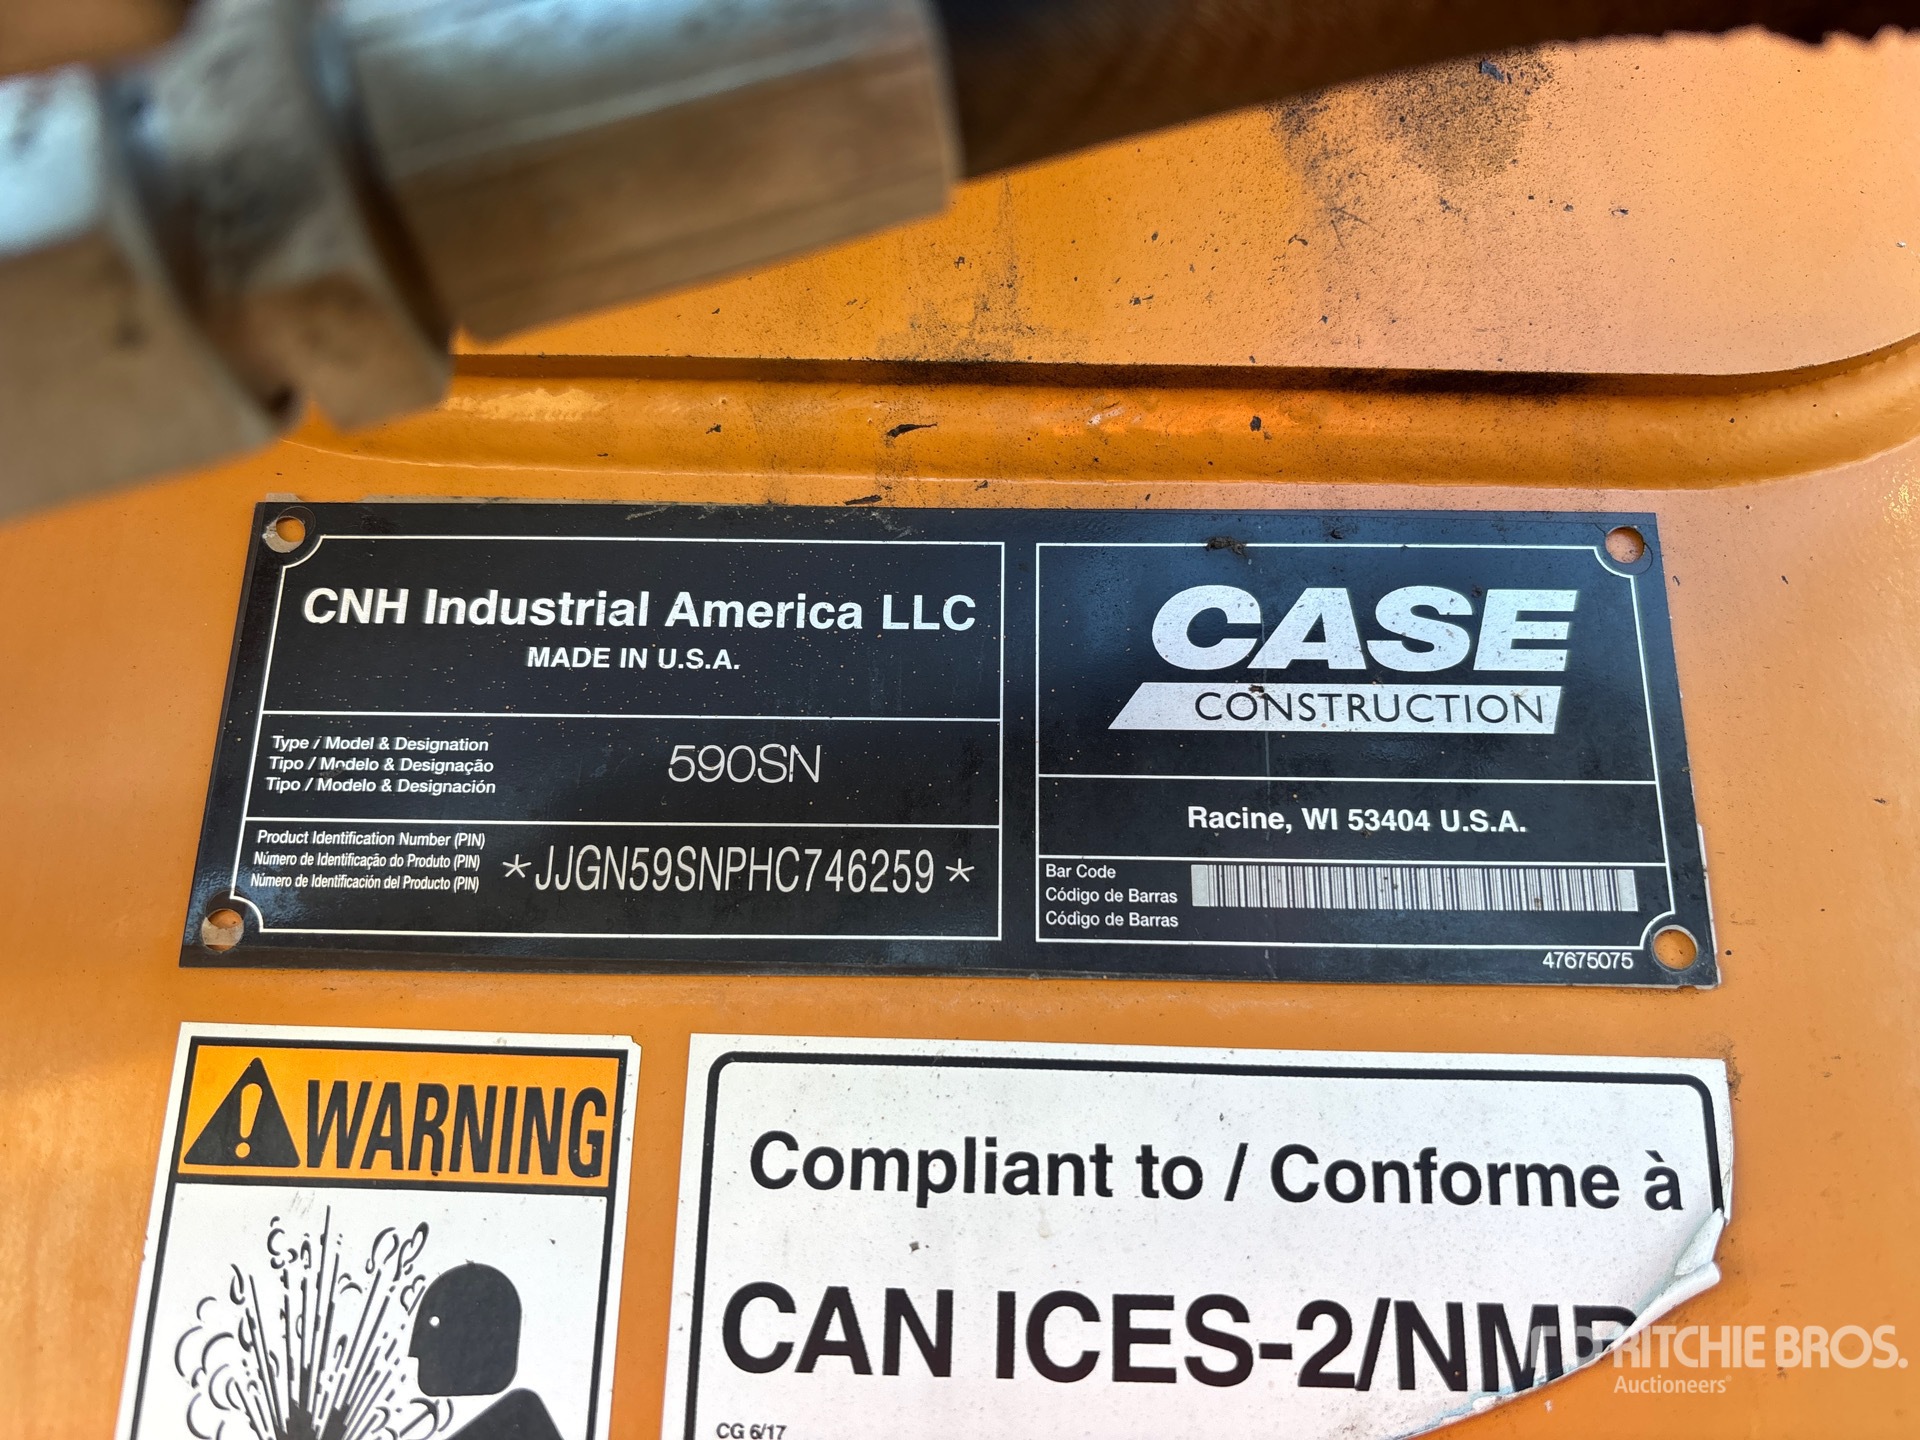 CNH Industrial America LLC
MADE IN U.S.A.
Type / Model & Designation
Tipo / Modelo & Designação
Tipo / Modelo & Designación
590SN
Product Identification Number (PIN)
Número de Identificação do Produto (PIN)
Número de Identificación del Producto (PIN)
*JJGN59SNPHC746259*
CASE
CONSTRUCTION
Racine, WI 53404 U.S.A.
Bar Code
Código de Barras
Código de Barras
47675075
WARNING
Compliant to / Conforme à
CAN ICES-2/NMB
CG 6/17
RITCHIE BROS.
Auctioneers